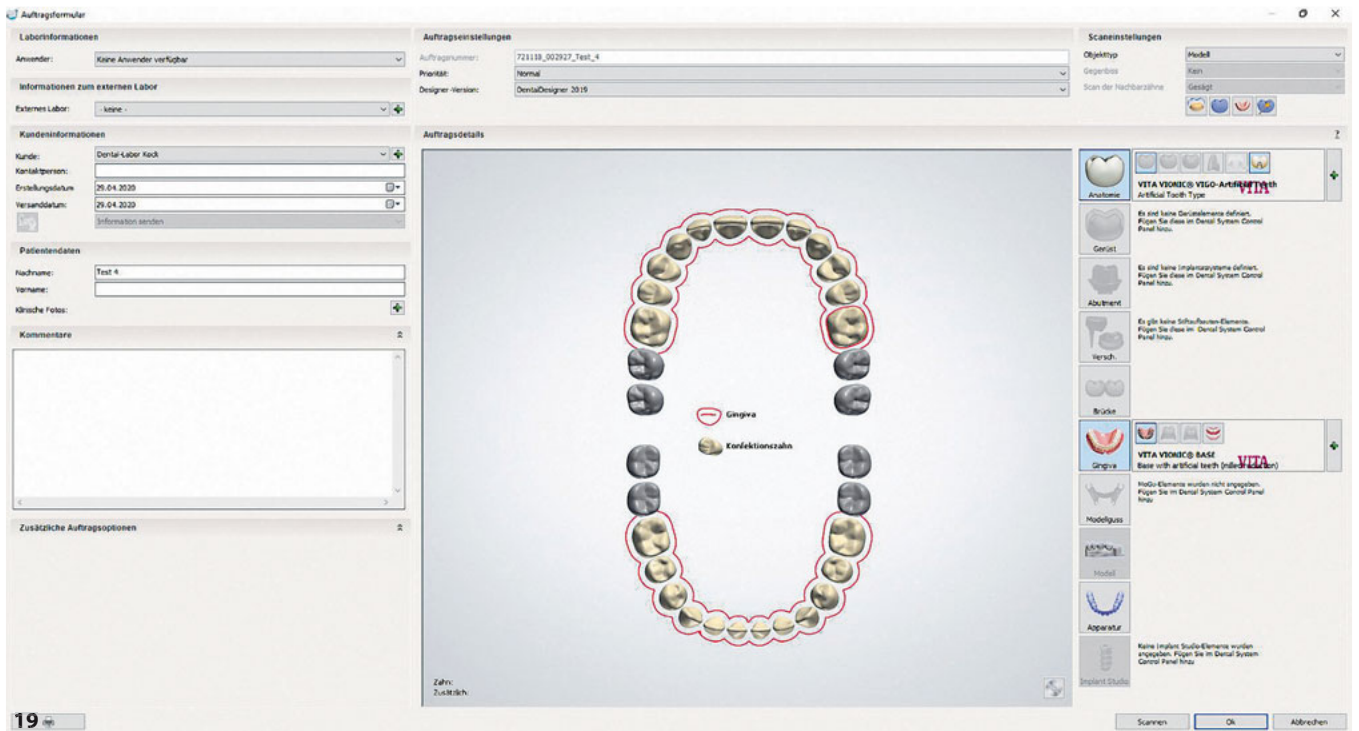 Auftragsformular
Laborinformationen
Anwender:
Keine Anwender verfügbar
Informationen zum externen Labor
Externes Labor:
- keine -
Kundeninformationen
Kunde:
Dental-Labor Kock
Kontaktperson:
Erstellungsdatum
29.04.2020
Versanddatum:
29.04.2020
Information senden
Patientendaten
Nachname:
Test 4
Vorname:
Klinische Fotos:
Kommentare
Zusätzliche Auftragsoptionen
19
Auftragseinstellungen
Auftragsnummer:
721118_002927_Test_4
Priorität:
Normal
Designer-Version:
DentalDesigner 2019
Auftragsdetails
?
Gingiva
Konfektionszahn
Zahn:
Zusätzlich:
Scaneinstellungen
Objekttyp
Modell
Gegenbiss
Kein
Scan der Nachbarzähne
Gesägt
Anatomie
VITA VIONIC® VIGO-Artificial Teeth
Artificial Tooth Type
VITA
Gerüst
Es sind keine Gerüstelemente definiert.
Fügen Sie diese im Dental System Control
Panel hinzu.
Abutment
Es sind keine Implantatsysteme definiert.
Fügen Sie diese im Dental System Control
Panel hinzu.
Versch.
Es gibt keine Stiftaufbauten-Elemente.
Fügen Sie diese im Dental System Control
Panel hinzu.
Brücke
Gingiva
VITA VIONIC® BASE
Base with artificial teeth (milled
VITA
Modellguss
MoGu-Elemente wurden nicht angegeben.
Fügen Sie im Dental System Control Panel
hinzu
Model
Apparatur
Implant Studio
Keine Implant Studio-Elemente wurden
angegeben. Fügen Sie im Dental System
Control Panel hinzu
Scannen
Ok
Abbrechen